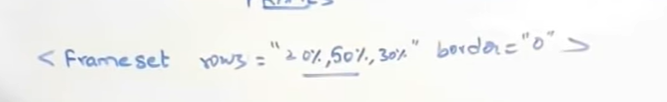 < Frameset rows = "20%,50%,30%" border="0" >